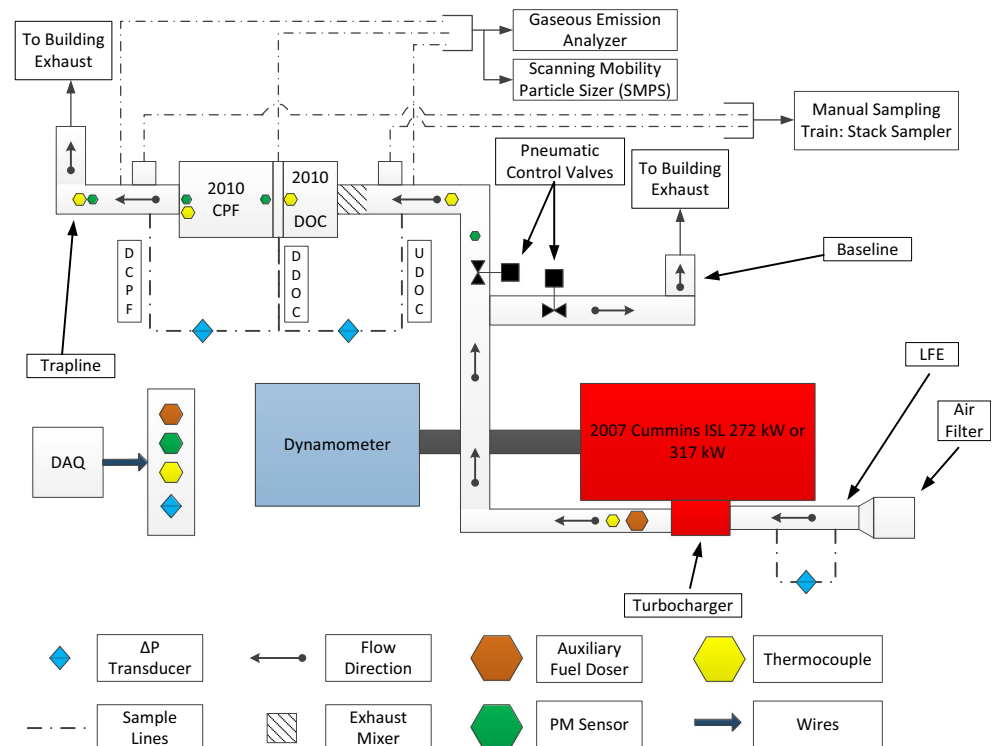 To Building
Exhaust
Gaseous Emission
Analyzer
Scanning Mobility
Particle Sizer (SMPS)
Manual Sampling
Train: Stack Sampler
Pneumatic
Control Valves
To Building
Exhaust
2010
CPF
2010
DOC
DCPF
DDOC
UDOC
Baseline
Trapline
LFE
Air
Filter
Dynamometer
2007 Cummins ISL 272 kW or
317 kW
DAQ
Turbocharger
ΔP
Transducer
Flow
Direction
Auxiliary
Fuel Doser
Thermocouple
Sample
Lines
Exhaust
Mixer
PM Sensor
Wires